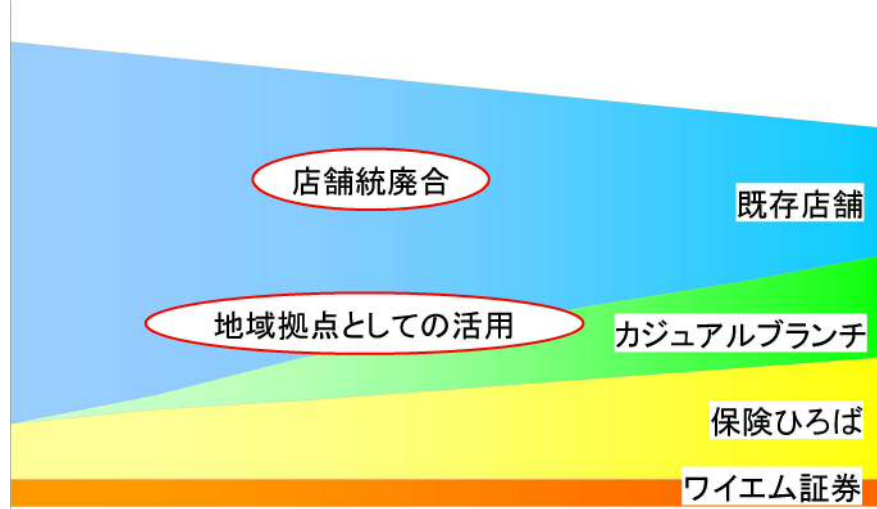 店舗統廃合
既存店舗
地域拠点としての活用
カジュアルブランチ
保険ひろば
ワイエム証券